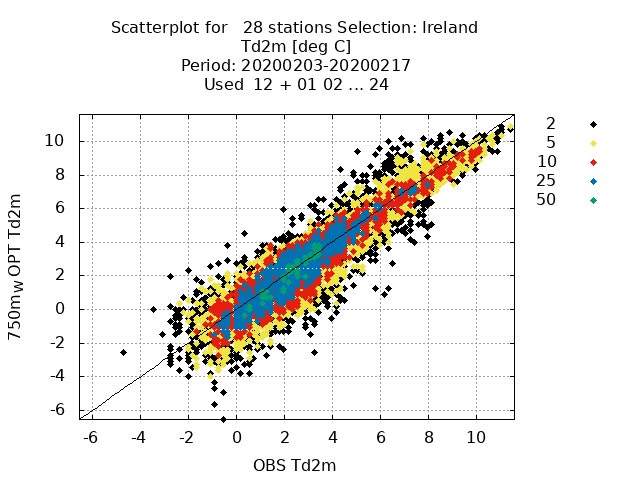 Scatterplot for   28 stations Selection: Ireland
Td2m [deg C]
Period: 20200203-20200217
Used  12 + 01 02 ... 24
2
5
10
25
50
10
8
6
4
2
0
-2
-4
-6
750m_w OPT Td2m
-6 -4 -2 0 2 4 6 8 10
OBS Td2m